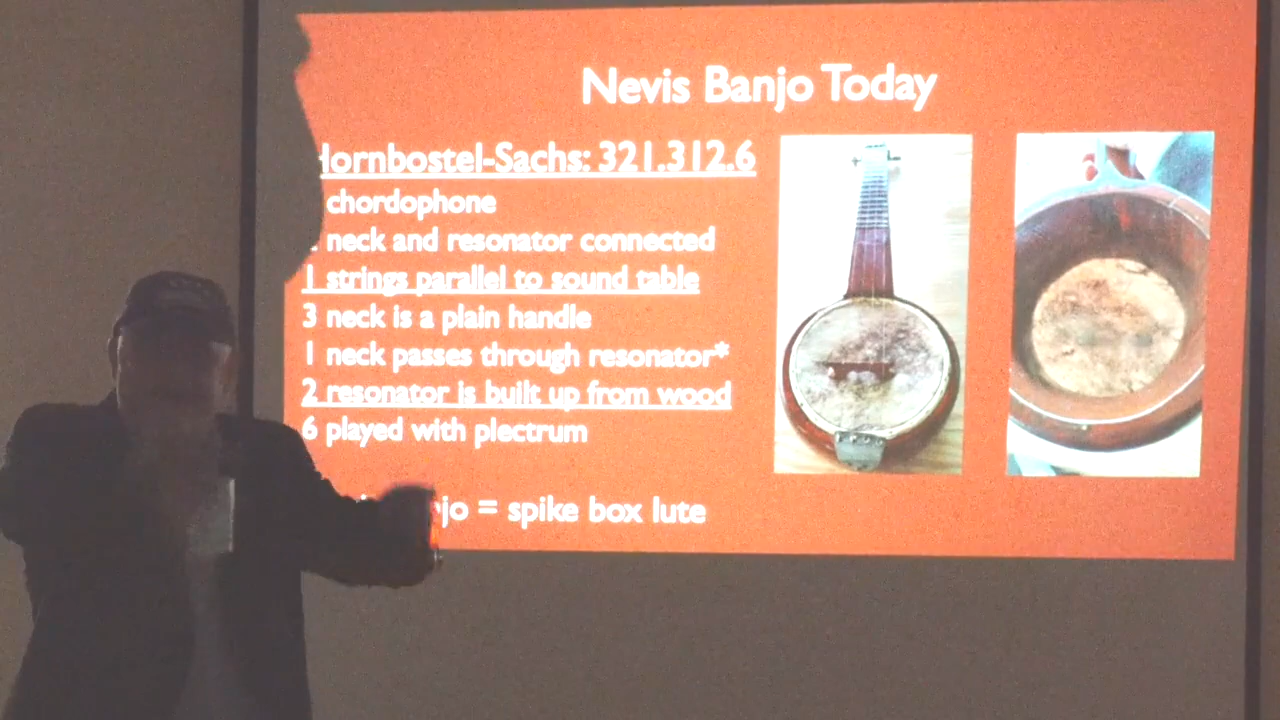 Nevis Banjo Today
Hornbostel-Sachs: 321.312.6
chordophone
neck and resonator connected
1 strings parallel to sound table
3 neck is a plain handle
1 neck passes through resonator*
2 resonator is built up from wood
6 played with plectrum
= spike box lute